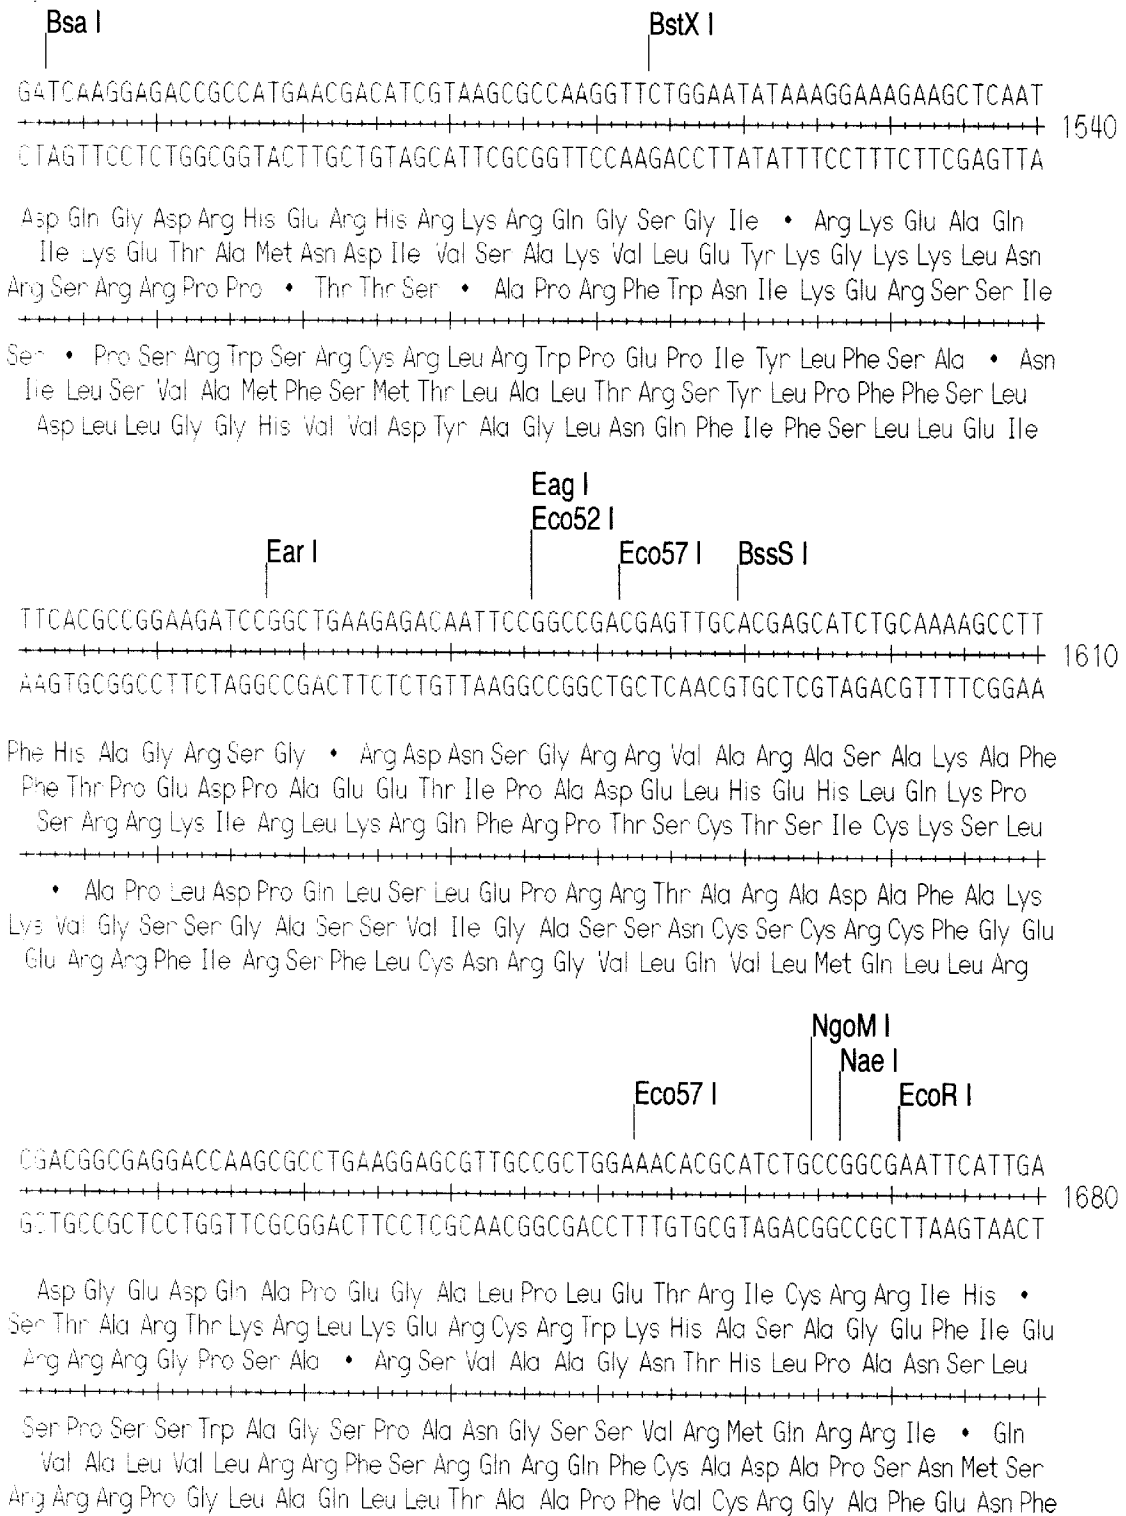 Bsa I BstX I
GATCAAGGAGACCGCCATGAACGACATCGTAAGCGCCAAGGTTCTGGAATATAAAGGAAAGAAGCTCAAT
1540
CTAGTTCCTCTGGCGGTACTTGCTGTAGCATTCGCGGTTCCAAGACCTTATATTTCCTTTCTTCGAGTTA
Asp Gln Gly Asp Arg His Glu Arg His Arg Lys Arg Gln Gly Ser Gly Ile • Arg Lys Glu Ala Gln
Ile Lys Glu Thr Ala Met Asn Asp Ile Val Ser Ala Lys Val Leu Glu Tyr Lys Gly Lys Lys Leu Asn
Arg Ser Arg Arg Pro Pro • Thr Thr Ser • Ala Pro Arg Phe Trp Asn Ile Lys Glu Arg Ser Ser Ile
Ser • Pro Ser Arg Trp Ser Arg Cys Arg Leu Arg Trp Pro Glu Pro Ile Tyr Leu Phe Ser Ala • Asn
Ile Leu Ser Val Ala Met Phe Ser Met Thr Leu Ala Leu Thr Arg Ser Tyr Leu Pro Phe Phe Ser Leu
Asp Leu Leu Gly Gly His Val Val Asp Tyr Ala Gly Leu Asn Gln Phe Ile Phe Ser Leu Leu Glu Ile
Eag I
Eco52 I
Ear I Eco57 I BssS I
TTCACGCCGGAAGATCCGGCTGAAGAGACAATTCCGGCCGACGAGTTGCACGAGCATCTGCAAAAGCCTT
1610
AAGTGCGGCCTTCTAGGCCGACTTCTCTGTTAAGGCCGGCTGCTCAACGTGCTCGTAGACGTTTTCGGAA
Phe His Ala Gly Arg Ser Gly • Arg Asp Asn Ser Gly Arg Arg Val Ala Arg Ala Ser Ala Lys Ala Phe
Phe Thr Pro Glu Asp Pro Ala Glu Glu Thr Ile Pro Ala Asp Glu Leu His Glu His Leu Gln Lys Pro
Ser Arg Arg Lys Ile Arg Leu Lys Arg Gln Phe Arg Pro Thr Ser Cys Thr Ser Ile Cys Lys Ser Leu
• Ala Pro Leu Asp Pro Gln Leu Ser Leu Glu Pro Arg Arg Thr Ala Arg Ala Asp Ala Phe Ala Lys
Lys Val Gly Ser Ser Gly Ala Ser Ser Val Ile Gly Ala Ser Ser Asn Cys Ser Cys Arg Cys Phe Gly Glu
Glu Arg Arg Phe Ile Arg Ser Phe Leu Cys Asn Arg Gly Val Leu Gln Val Leu Met Gln Leu Leu Arg
NgoM I
Nae I
Eco57 I EcoR I
CGACGGCGAGGACCAAGCGCCTGAAGGAGCGTTGCCGCTGGAAACACGCATCTGCCGGCGAATTCATTGA
1680
GCTGCCGCTCCTGGTTCGCGGACTTCCTCGCAACGGCGACCTTTGTGCGTAGACGGCCGCTTAAGTAACT
Asp Gly Glu Asp Gln Ala Pro Glu Gly Ala Leu Pro Leu Glu Thr Arg Ile Cys Arg Arg Ile His •
Ser Thr Ala Arg Thr Lys Arg Leu Lys Glu Arg Cys Arg Trp Lys His Ala Ser Ala Gly Glu Phe Ile Glu
Arg Arg Arg Gly Pro Ser Ala • Arg Ser Val Ala Ala Gly Asn Thr His Leu Pro Ala Asn Ser Leu
Ser Pro Ser Ser Trp Ala Gly Ser Pro Ala Asn Gly Ser Ser Val Arg Met Gln Arg Arg Ile • Gln
Val Ala Leu Val Leu Arg Arg Phe Ser Arg Gln Arg Gln Phe Cys Ala Asp Ala Pro Ser Asn Met Ser
Arg Arg Arg Pro Gly Leu Ala Gln Leu Leu Thr Ala Ala Pro Phe Val Cys Arg Gly Ala Phe Glu Asn Phe